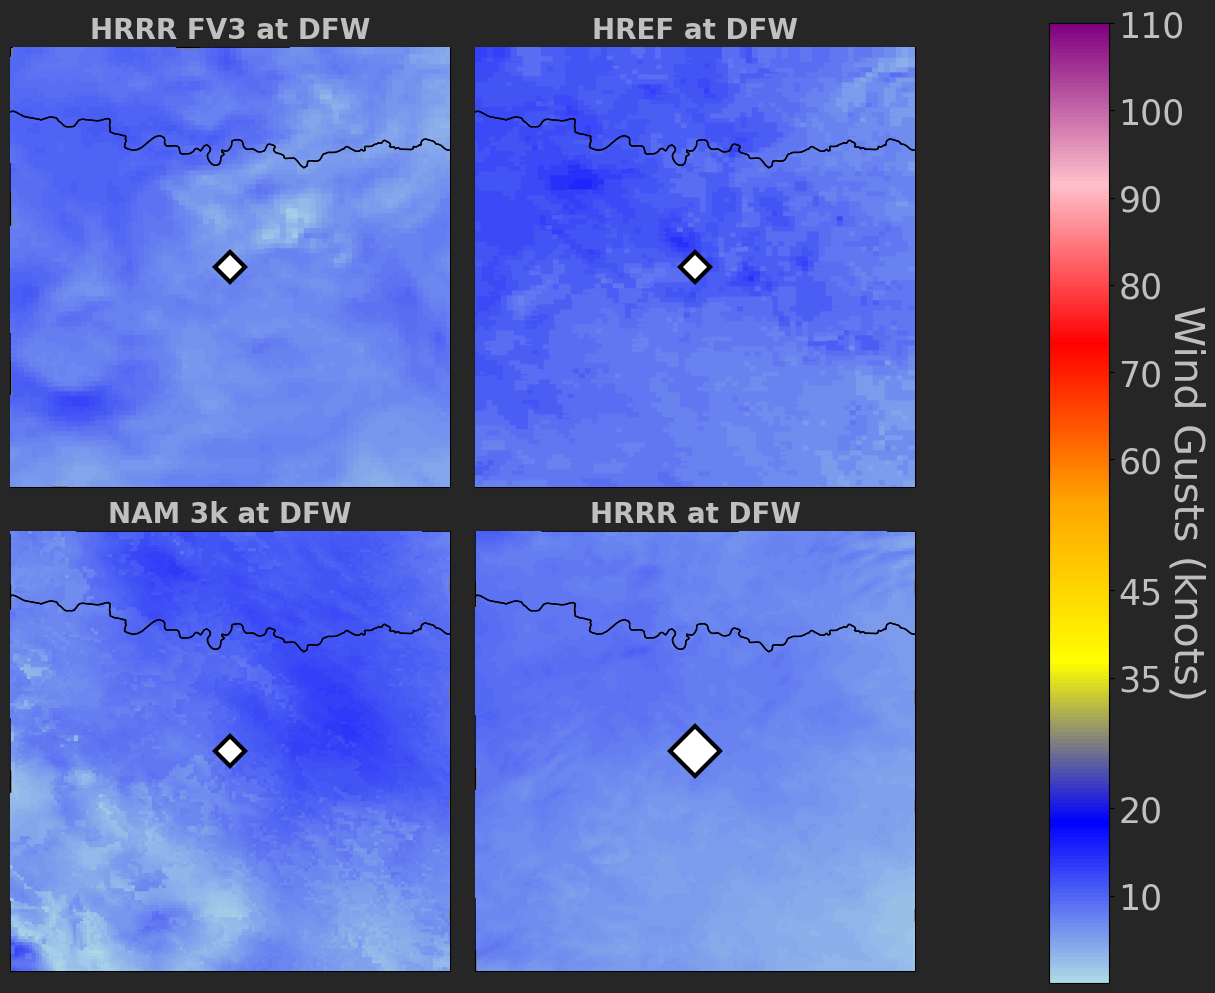 HRRR FV3 at DFW
HREF at DFW
NAM 3k at DFW
HRRR at DFW
110
100
90
80
70
60
45
35
20
10
Wind Gusts (knots)